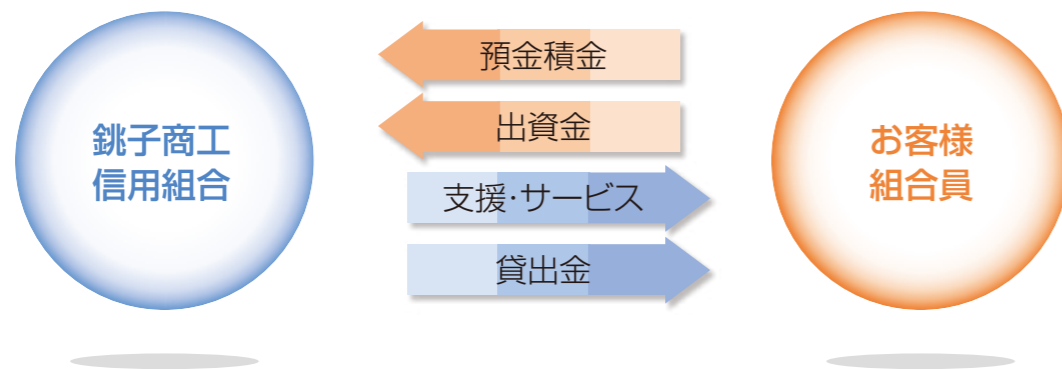 銚子商工
信用組合
預金積金
出資金
支援・サービス
貸出金
お客様
組合員